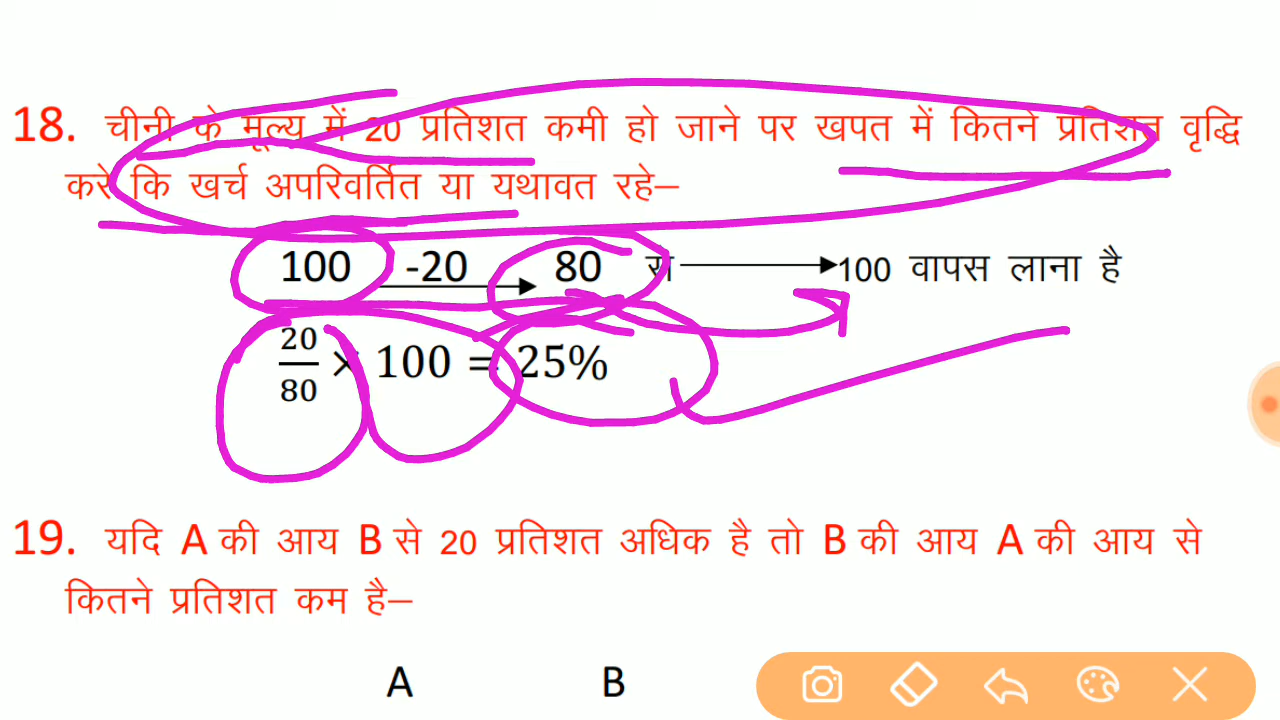 18. चीनी के मूल्य में 20 प्रतिशत कमी हो जाने पर खपत में कितने प्रतिशत वृद्धि
करे कि खर्च अपरिवर्तित या यथावत रहे–
100 -20 80 से 100 वापस लाना है
20/80 × 100 = 25%
19. यदि A की आय B से 20 प्रतिशत अधिक है तो B की आय A की आय से
कितने प्रतिशत कम है–
A B